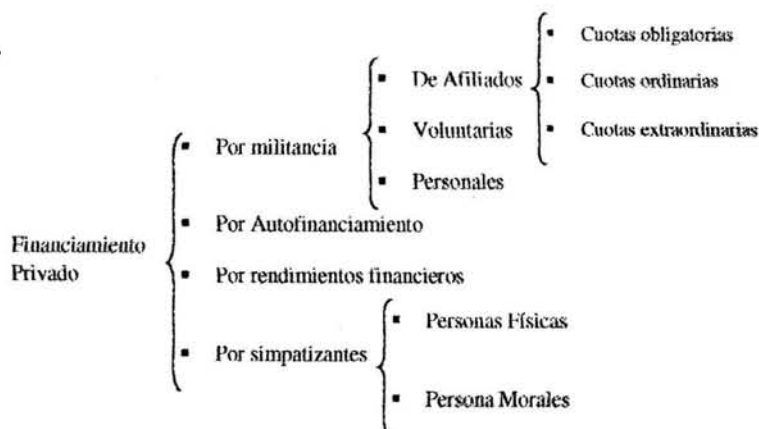 Financiamiento
Privado
▪ Por militancia
▪ De Afiliados
▪ Cuotas obligatorias
▪ Cuotas ordinarias
▪ Cuotas extraordinarias
▪ Voluntarias
▪ Personales
▪ Por Autofinanciamiento
▪ Por rendimientos financieros
▪ Por simpatizantes
▪ Personas Físicas
▪ Persona Morales